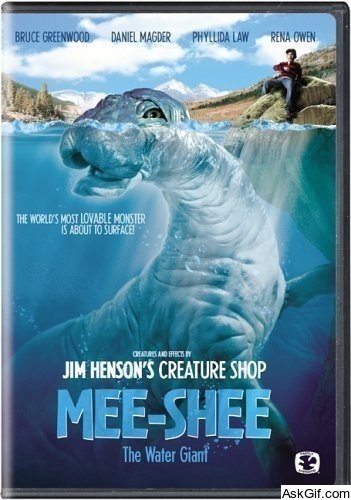 BRUCE GREENWOOD DANIEL MAGDER PHYLLIDA LAW RENA OWEN
THE WORLD'S MOST LOVABLE MONSTER
IS ABOUT TO SURFACE!
CREATURES AND EFFECTS BY
JIM HENSON'S CREATURE SHOP
MEE-SHEE
The Water Giant
AskGif.com